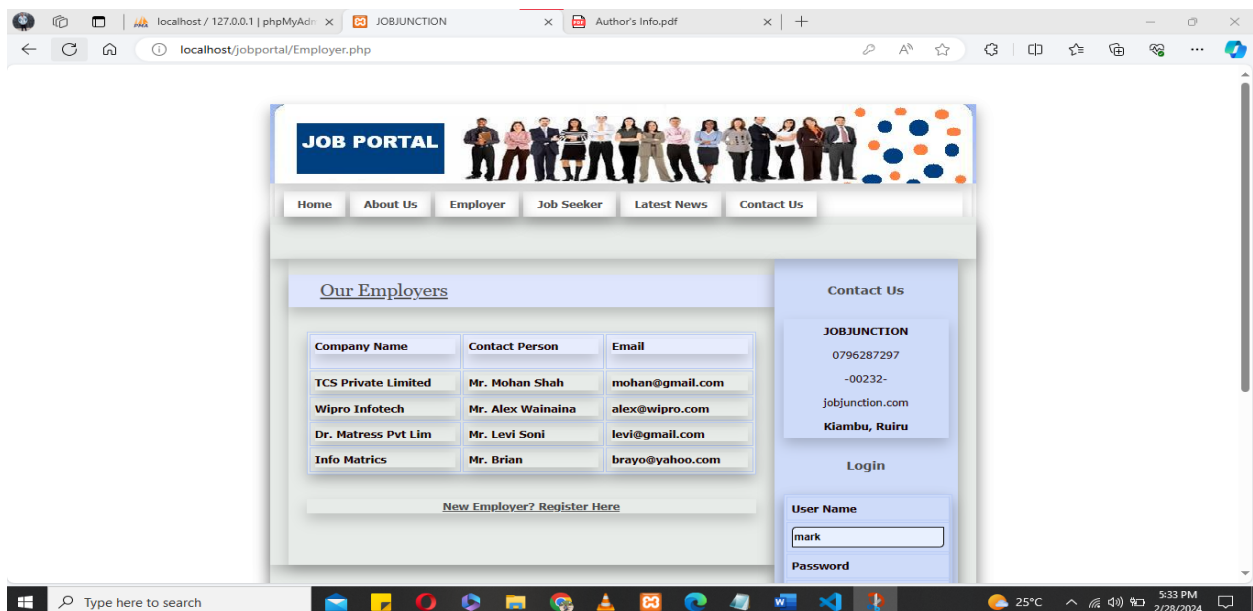 localhost / 127.0.0.1 | phpMyAdn
JOBJUNCTION
Author's Info.pdf
localhost/jobportal/Employer.php
JOB PORTAL
Home About Us Employer Job Seeker Latest News Contact Us
Our Employers
Company Name Contact Person Email
TCS Private Limited Mr. Mohan Shah mohan@gmail.com
Wipro Infotech Mr. Alex Wainaina alex@wipro.com
Dr. Matress Pvt Lim Mr. Levi Soni levi@gmail.com
Info Matrics Mr. Brian brayo@yahoo.com
New Employer? Register Here
Contact Us
JOBJUNCTION
0796287297
-00232-
jobjunction.com
Kiambu, Ruiru
Login
User Name
mark
Password
Type here to search
25°C
5:33 PM
2/28/2024